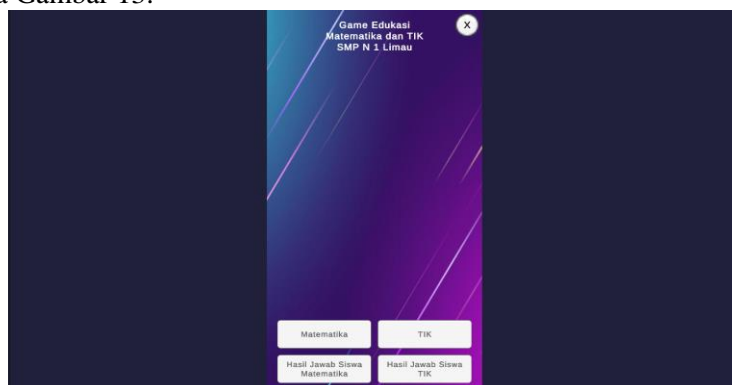 Gambar 13.
Game Edukasi
Matematika dan TIK
SMP N 1 Limau
X
Matematika
TIK
Hasil Jawab Siswa
Matematika
Hasil Jawab Siswa
TIK